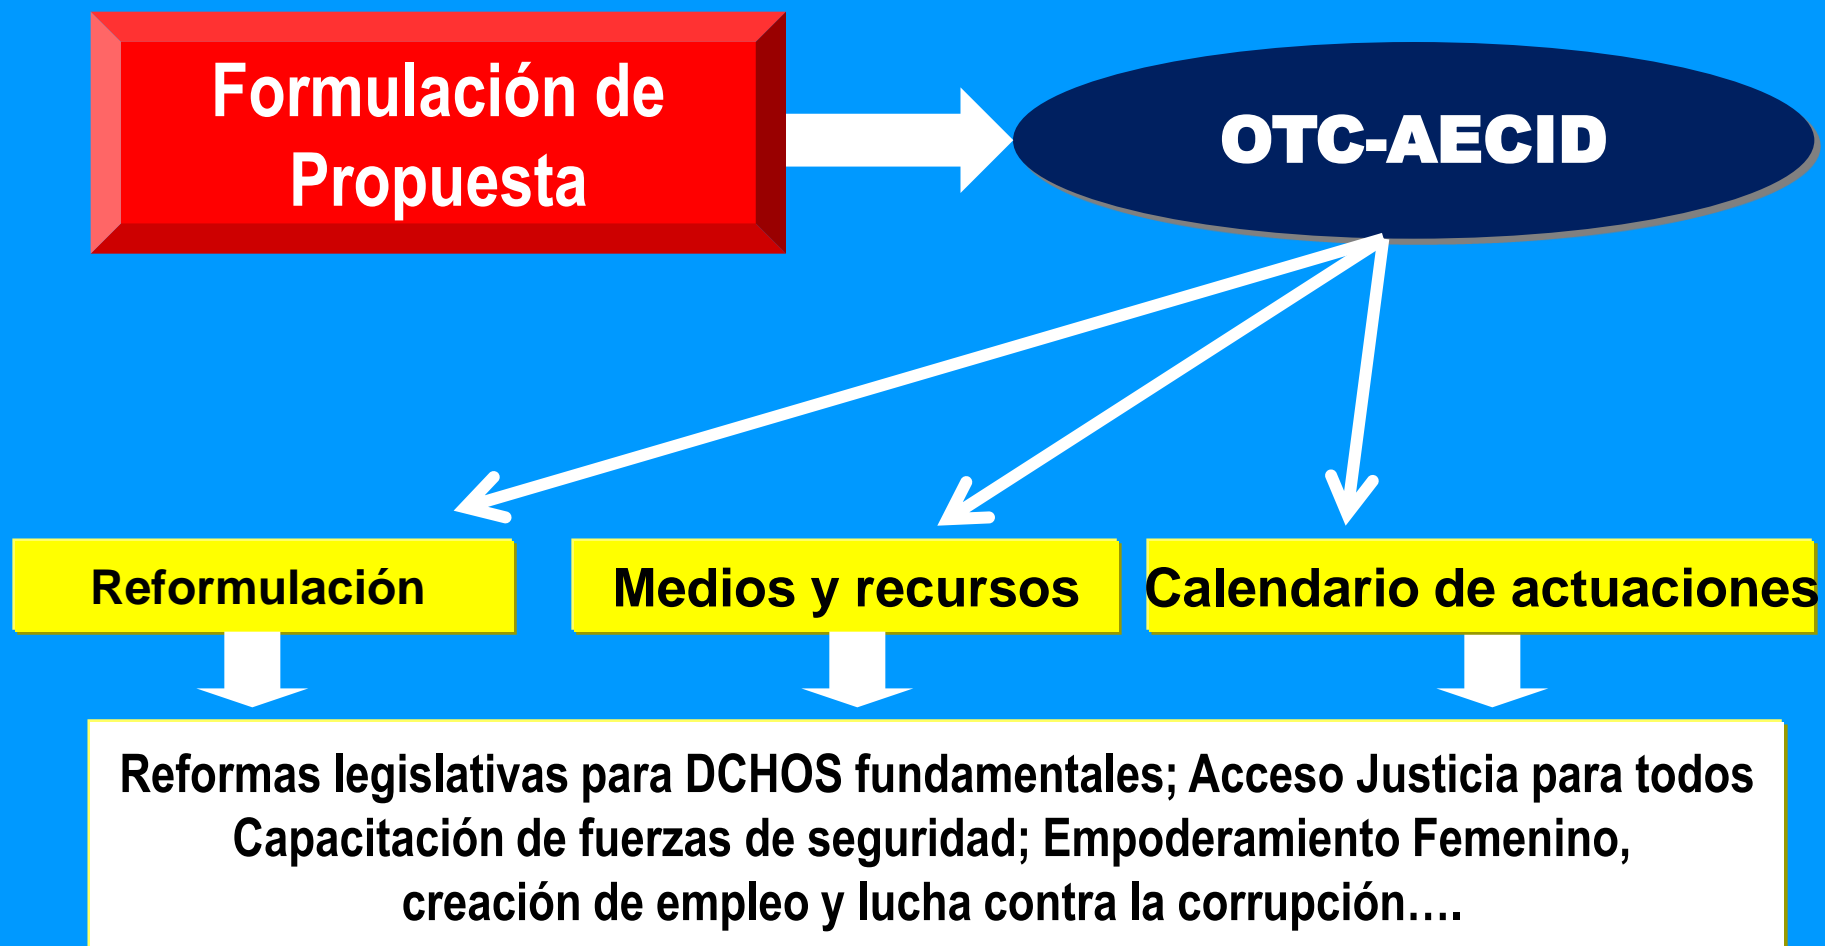 Formulación de
Propuesta
OTC-AECID
Reformulación
Medios y recursos
Calendario de actuaciones
Reformas legislativas para DCHOS fundamentales; Acceso Justicia para todos
Capacitación de fuerzas de seguridad; Empoderamiento Femenino,
creación de empleo y lucha contra la corrupción….